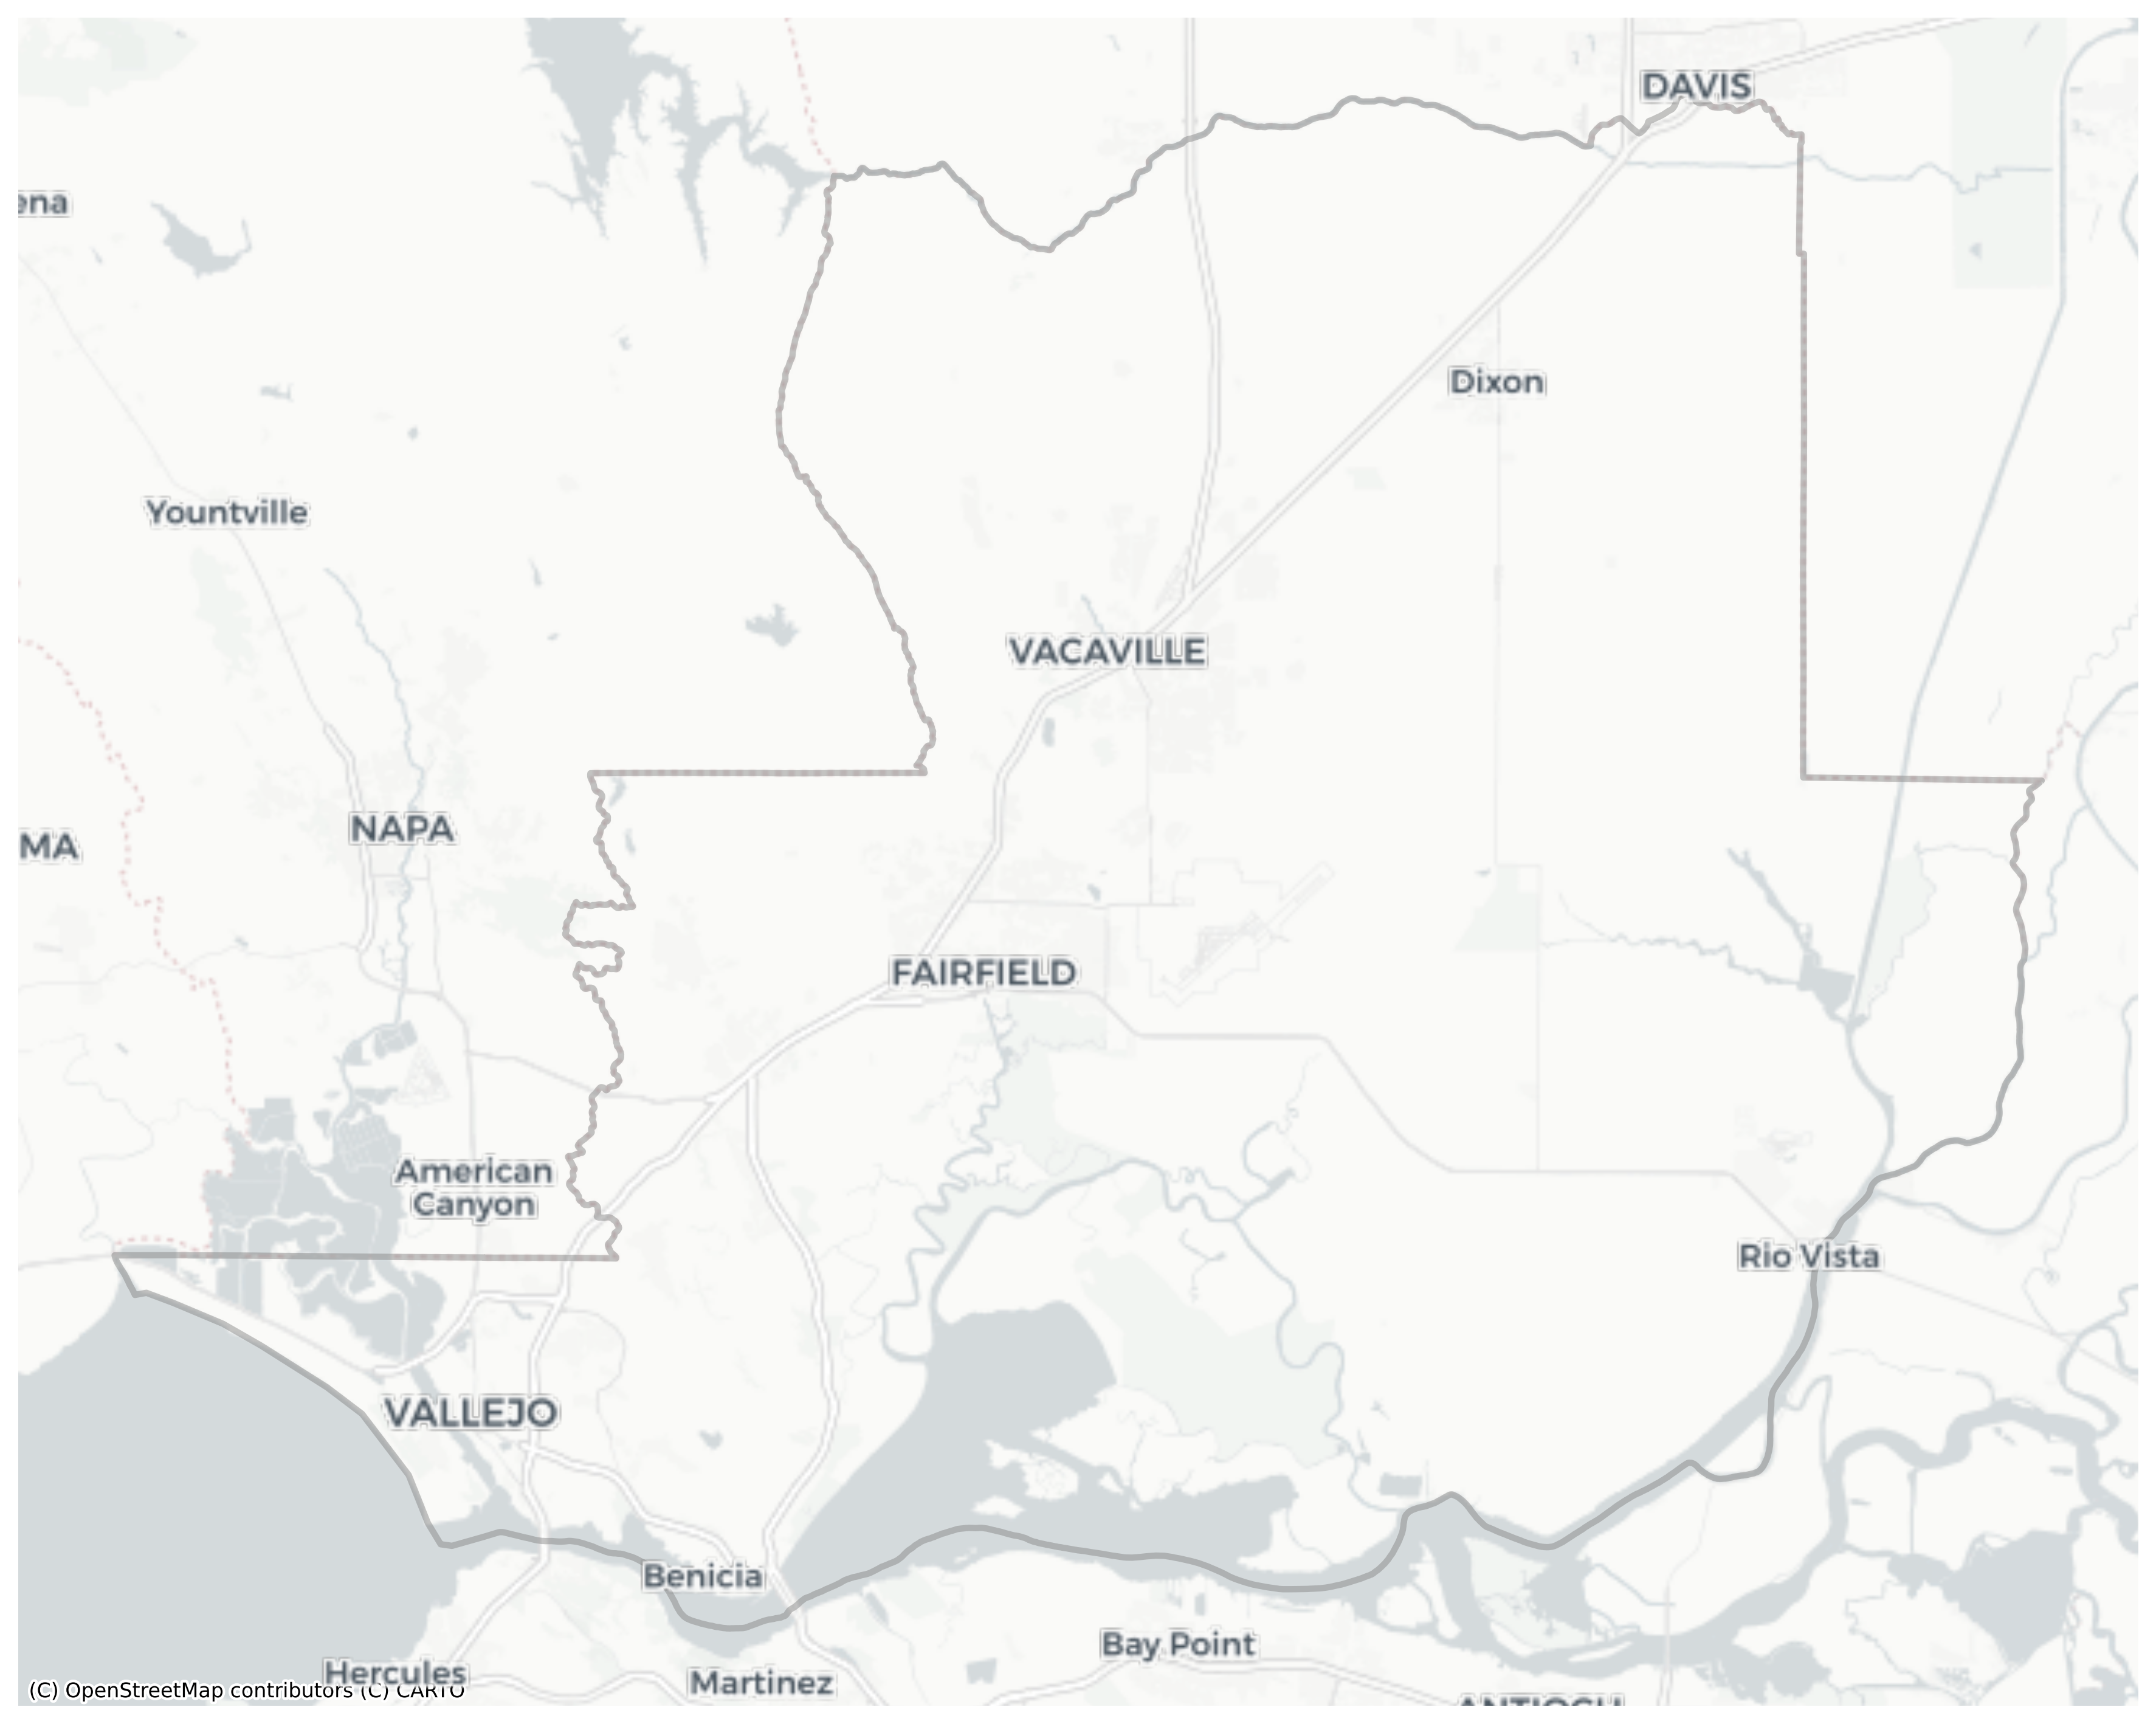 DAVIS
ena
Dixon
Yountville
VACAVILLE
NAPA
MA
FAIRFIELD
American
Canyon
Rio Vista
VALLEJO
Benicia
Bay Point
Hercules
Martinez
(C) OpenStreetMap contributors (C) CARTO
ANTIOCH